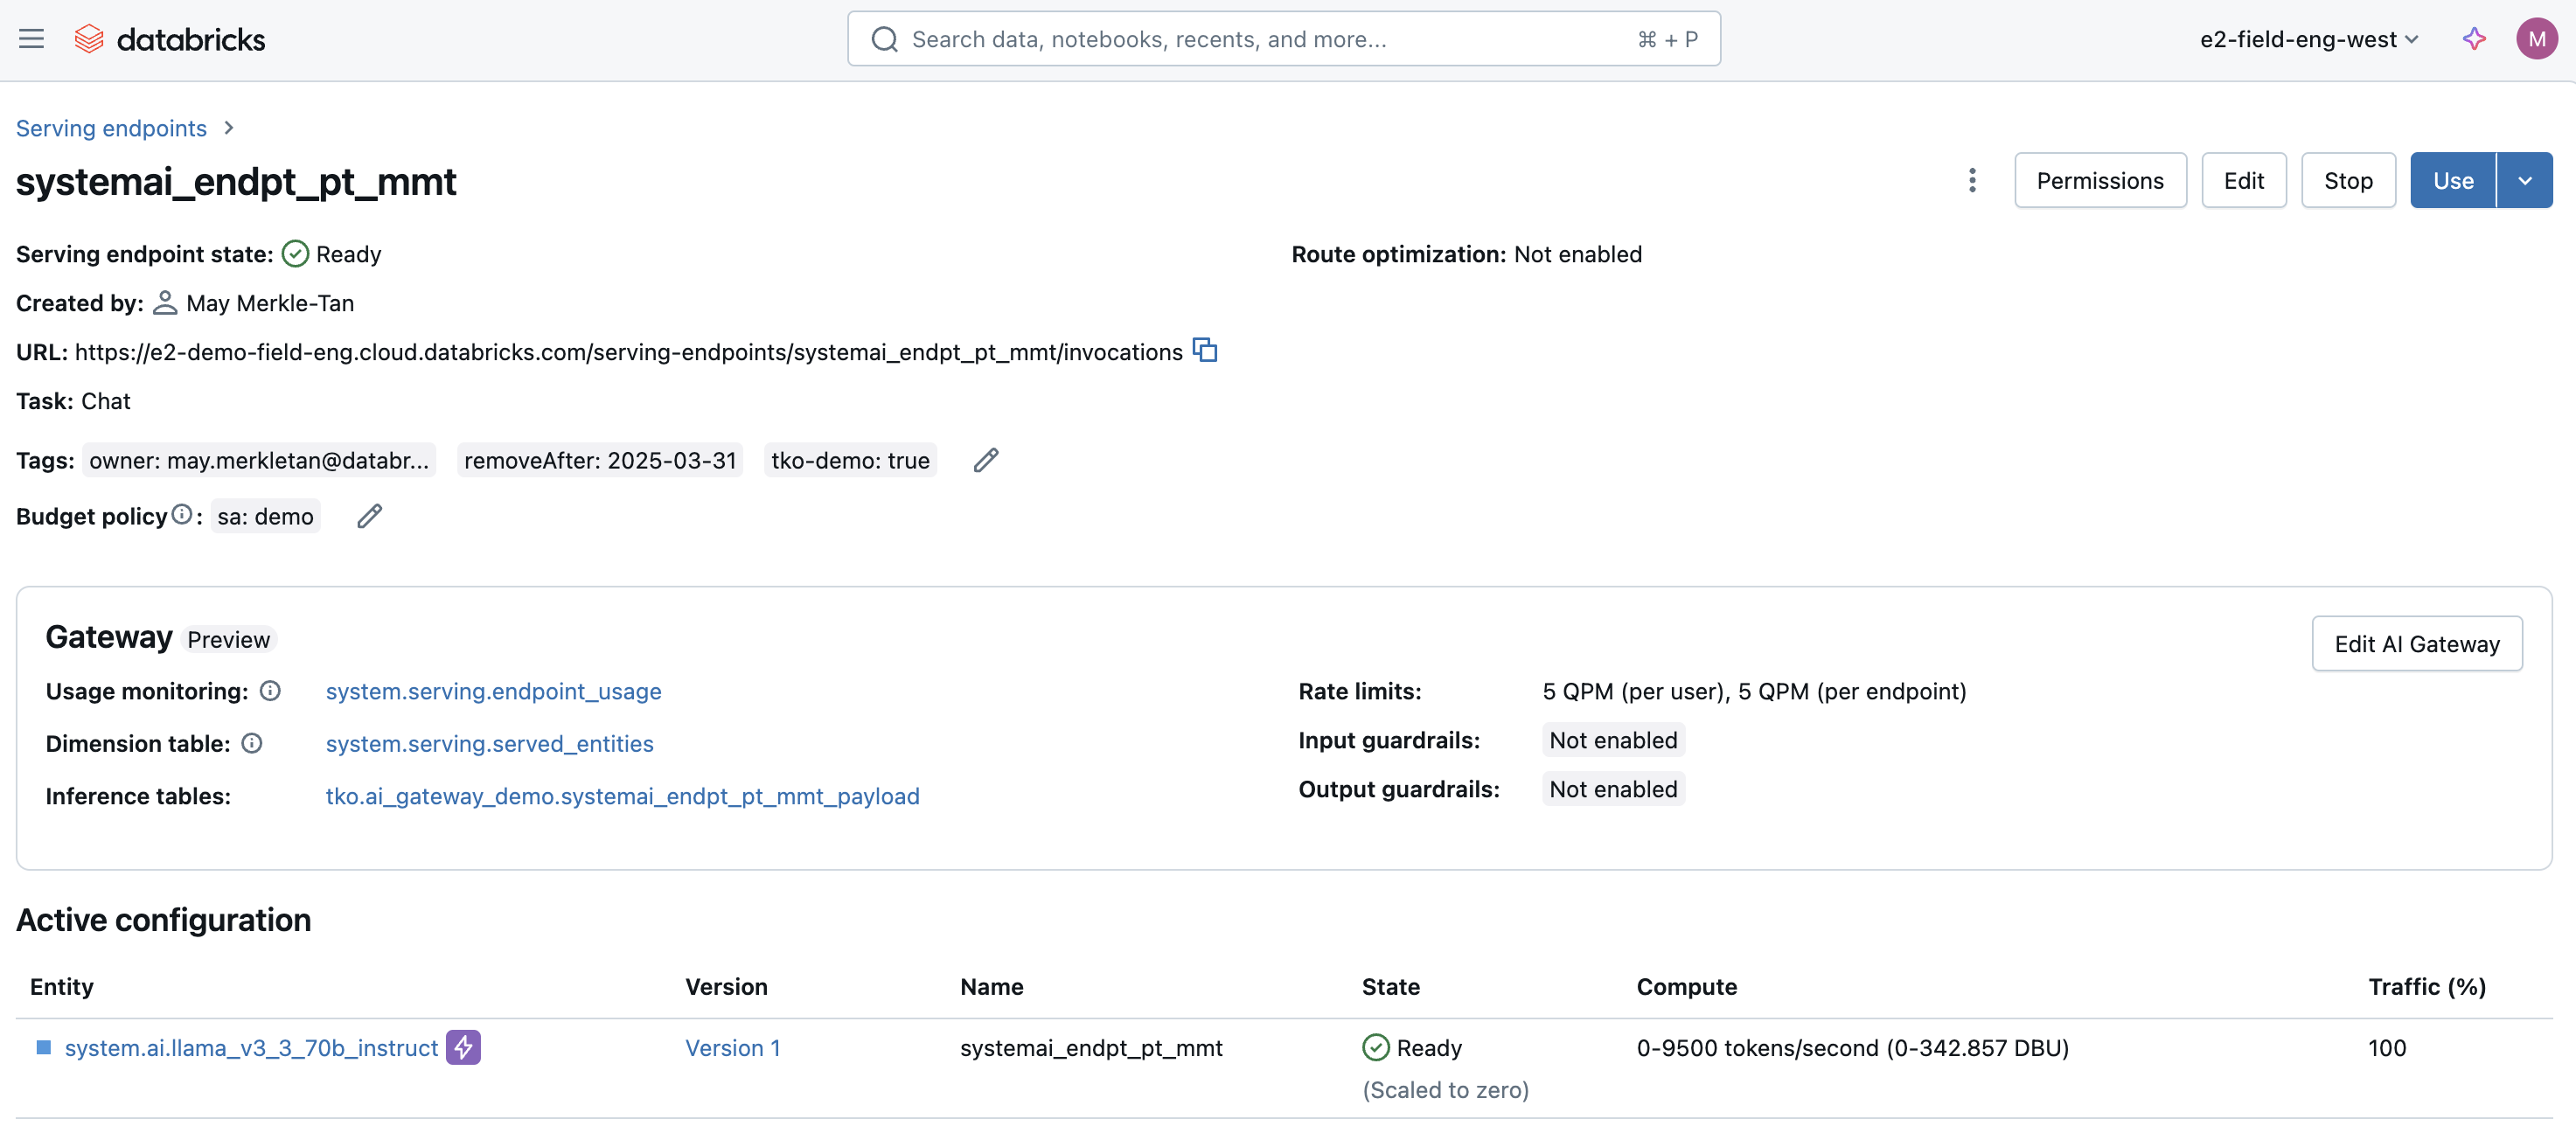 databricks
Search data, notebooks, recents, and more...
⌘ + P
e2-field-eng-west
M
Serving endpoints
systemai_endpt_pt_mmt
Permissions
Edit
Stop
Use
Serving endpoint state: Ready
Route optimization: Not enabled
Created by: May Merkle-Tan
URL: https://e2-demo-field-eng.cloud.databricks.com/serving-endpoints/systemai_endpt_pt_mmt/invocations
Task: Chat
Tags: owner: may.merkletan@databr... removeAfter: 2025-03-31 tko-demo: true
Budget policy: sa: demo
Gateway Preview
Edit AI Gateway
Usage monitoring: system.serving.endpoint_usage
Dimension table: system.serving.served_entities
Inference tables: tko.ai_gateway_demo.systemai_endpt_pt_mmt_payload
Rate limits: 5 QPM (per user), 5 QPM (per endpoint)
Input guardrails: Not enabled
Output guardrails: Not enabled
Active configuration
Entity Version Name State Compute Traffic (%)
system.ai.llama_v3_3_70b_instruct Version 1 systemai_endpt_pt_mmt Ready 0-9500 tokens/second (0-342.857 DBU) 100
(Scaled to zero)